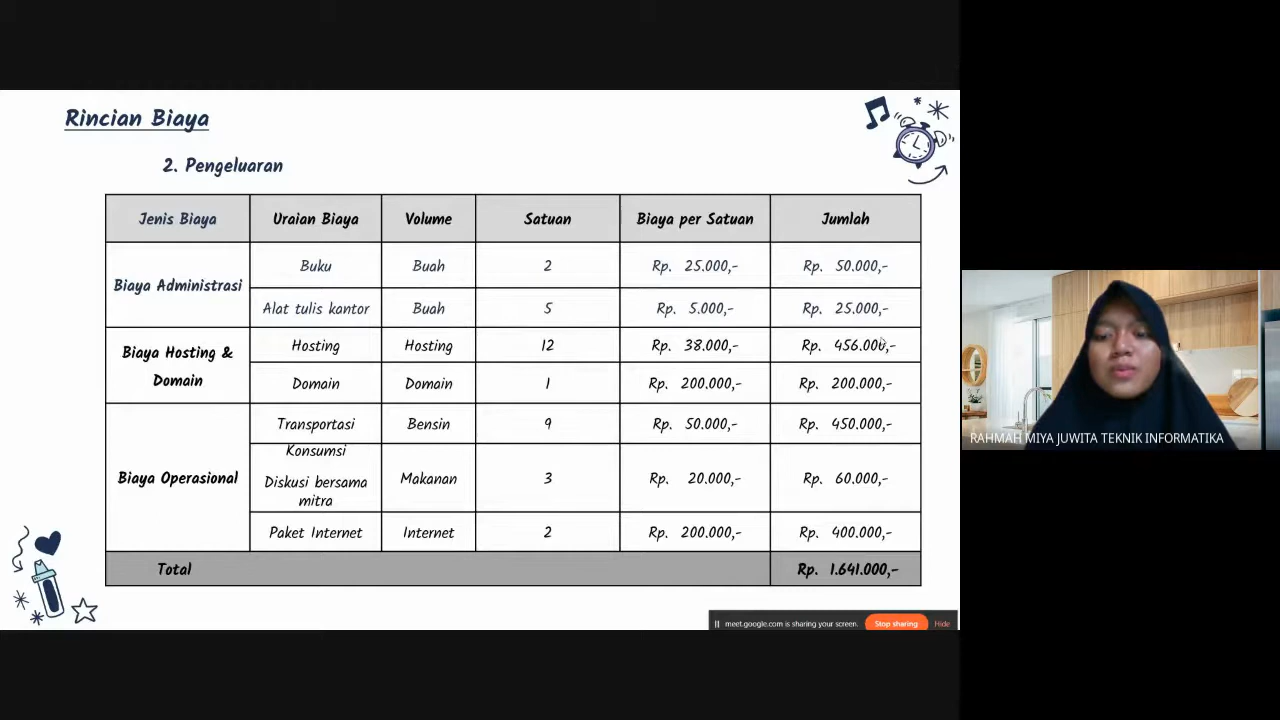 Rincian Biaya
2. Pengeluaran
Jenis Biaya Uraian Biaya Volume Satuan Biaya per Satuan Jumlah
Biaya Administrasi
Buku Buah 2 Rp. 25.000,- Rp. 50.000,-
Alat tulis kantor Buah 5 Rp. 5.000,- Rp. 25.000,-
Biaya Hosting &
Domain
Hosting Hosting 12 Rp. 38.000,- Rp. 456.000,-
Domain Domain 1 Rp. 200.000,- Rp. 200.000,-
Biaya Operasional
Transportasi Bensin 9 Rp. 50.000,- Rp. 450.000,-
Konsumsi
Diskusi bersama
mitra
Makanan 3 Rp. 20.000,- Rp. 60.000,-
Paket Internet Internet 2 Rp. 200.000,- Rp. 400.000,-
Total Rp. 1.641.000,-
meet.google.com is sharing your screen. Stop sharing Hide
RAHMAH MIYA JUWITA TEKNIK INFORMATIKA